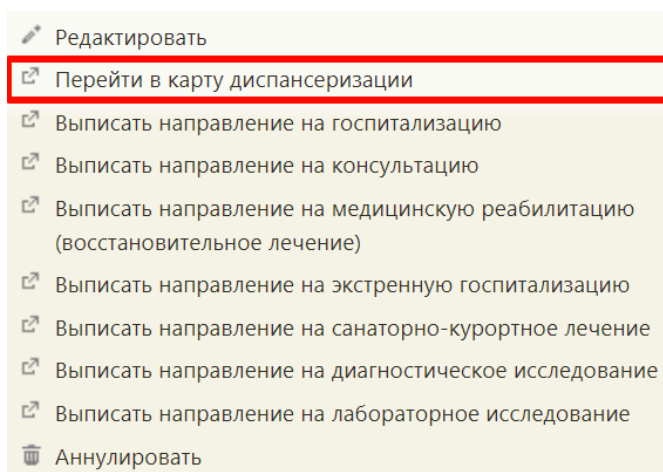 Редактировать
Перейти в карту диспансеризации
Выписать направление на госпитализацию
Выписать направление на консультацию
Выписать направление на медицинскую реабилитацию
(восстановительное лечение)
Выписать направление на экстренную госпитализацию
Выписать направление на санаторно-курортное лечение
Выписать направление на диагностическое исследование
Выписать направление на лабораторное исследование
Аннулировать